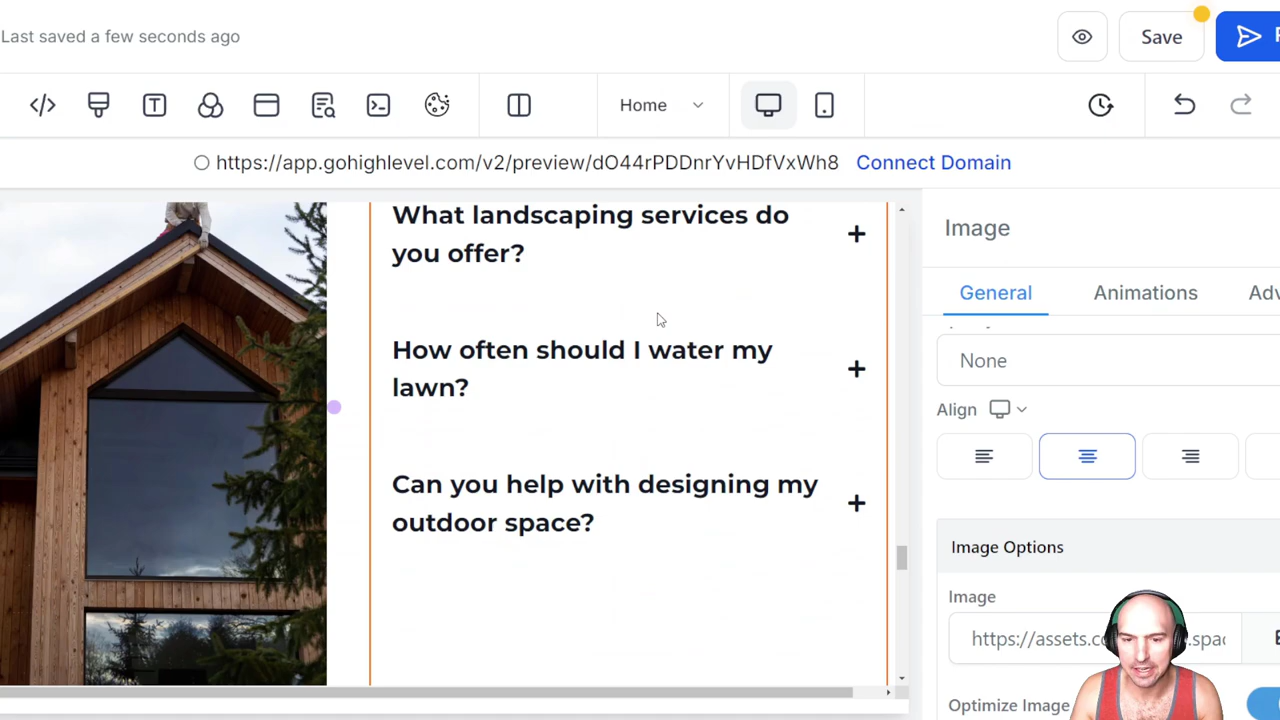 Last saved a few seconds ago
Save
Home
https://app.gohighlevel.com/v2/preview/dO44rPDDnrYvHDfVxWh8 Connect Domain
What landscaping services do
you offer?
How often should I water my
lawn?
Can you help with designing my
outdoor space?
Image
General
Animations
None
Align
Image Options
Image
Optimize Image